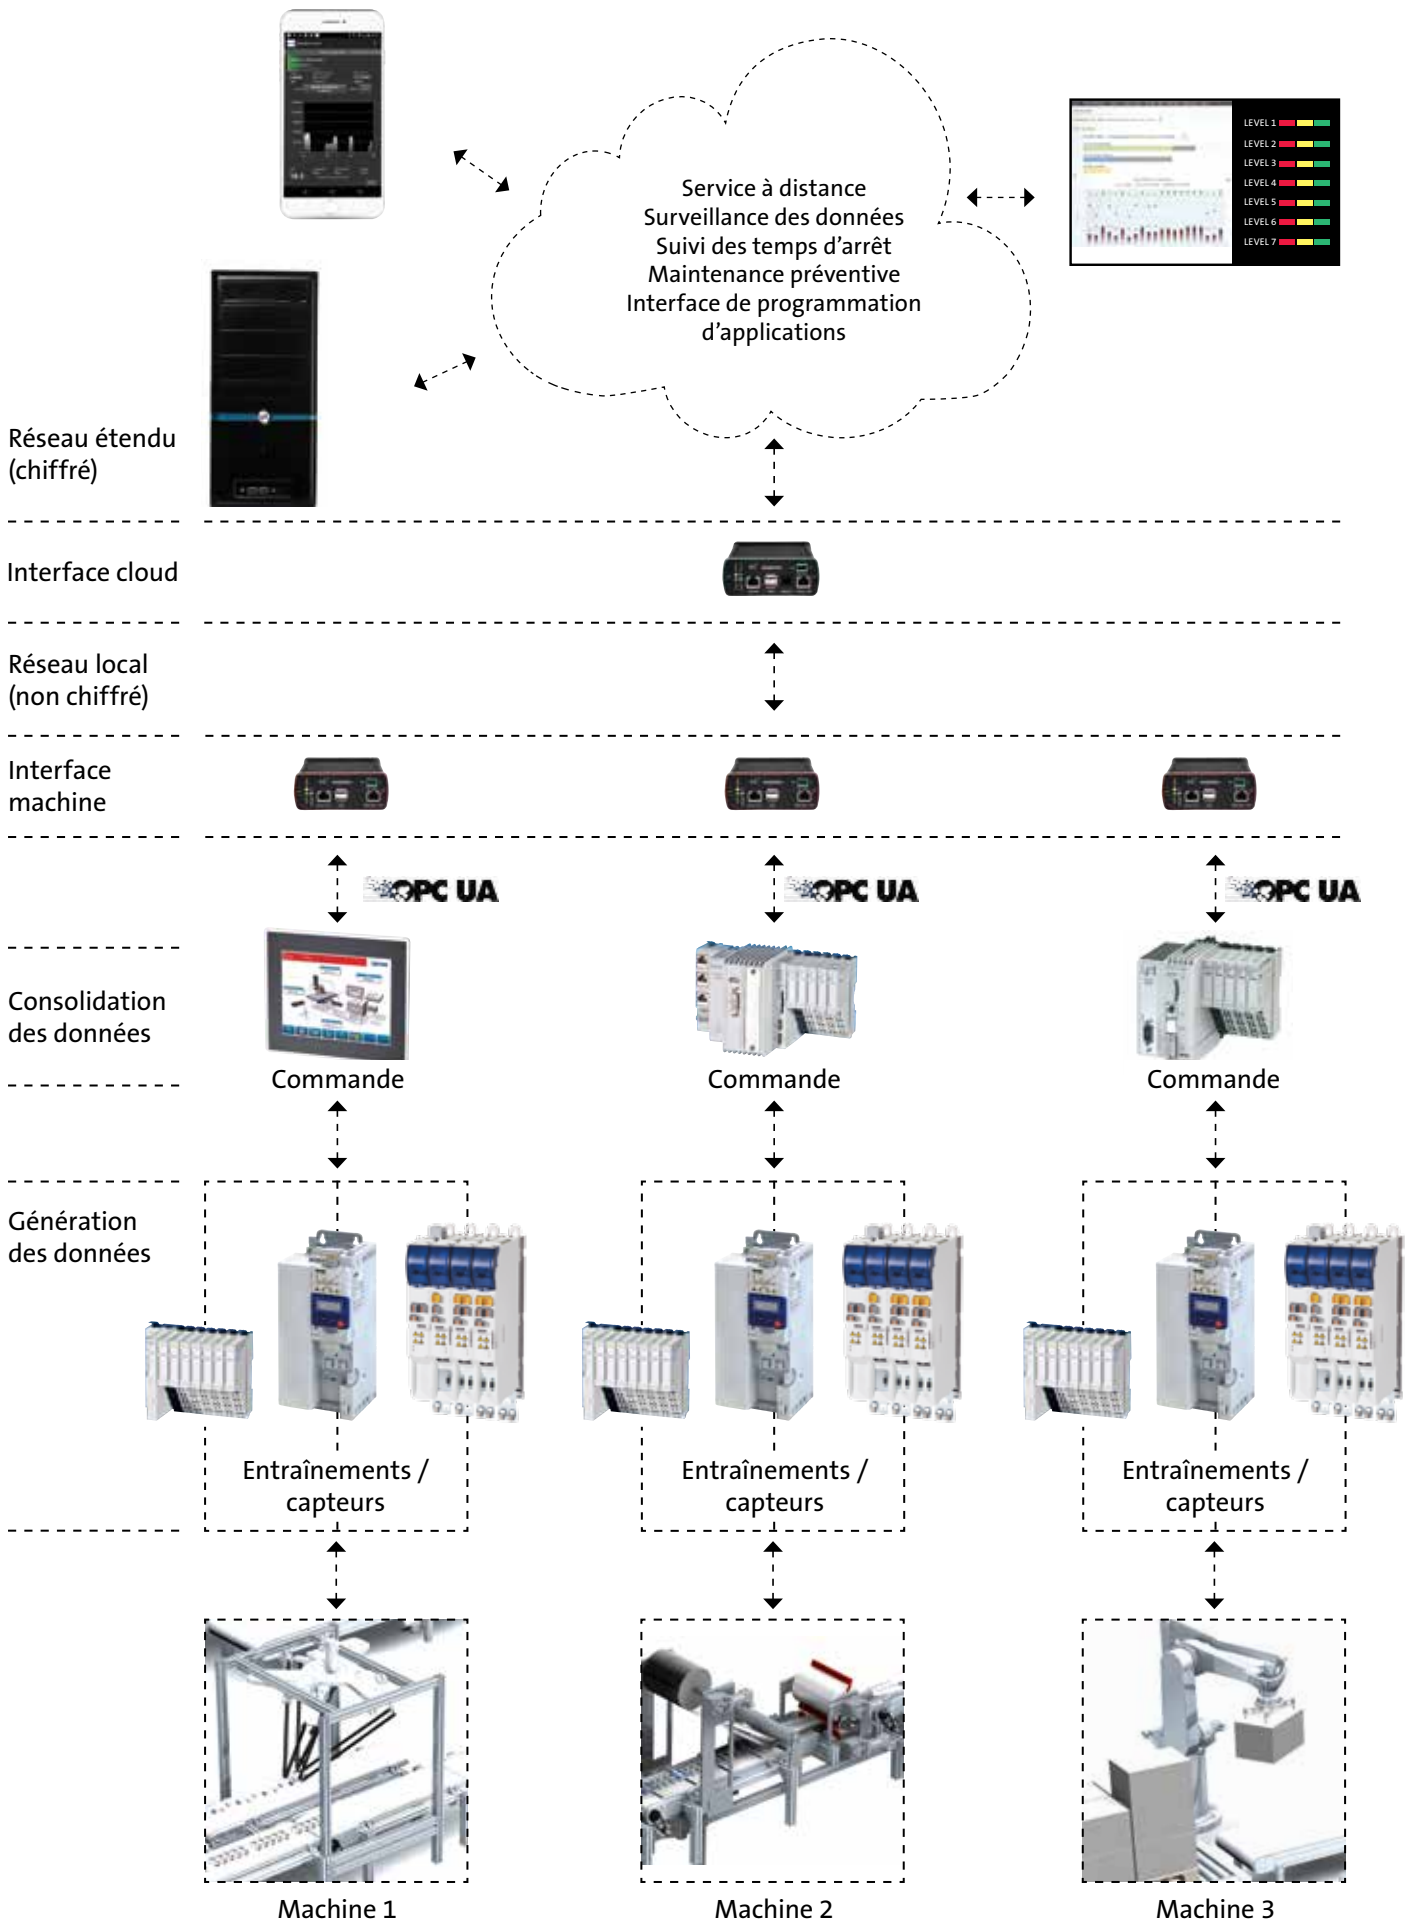 Service à distance
Surveillance des données
Suivi des temps d'arrêt
Maintenance préventive
Interface de programmation
d'applications
LEVEL 1
LEVEL 2
LEVEL 3
LEVEL 4
LEVEL 5
LEVEL 6
LEVEL 7
Réseau étendu
(chiffré)
Interface cloud
Réseau local
(non chiffré)
Interface
machine
OPC UA
OPC UA
OPC UA
Consolidation
des données
Commande
Commande
Commande
Génération
des données
Entraînements /
capteurs
Entraînements /
capteurs
Entraînements /
capteurs
Machine 1
Machine 2
Machine 3